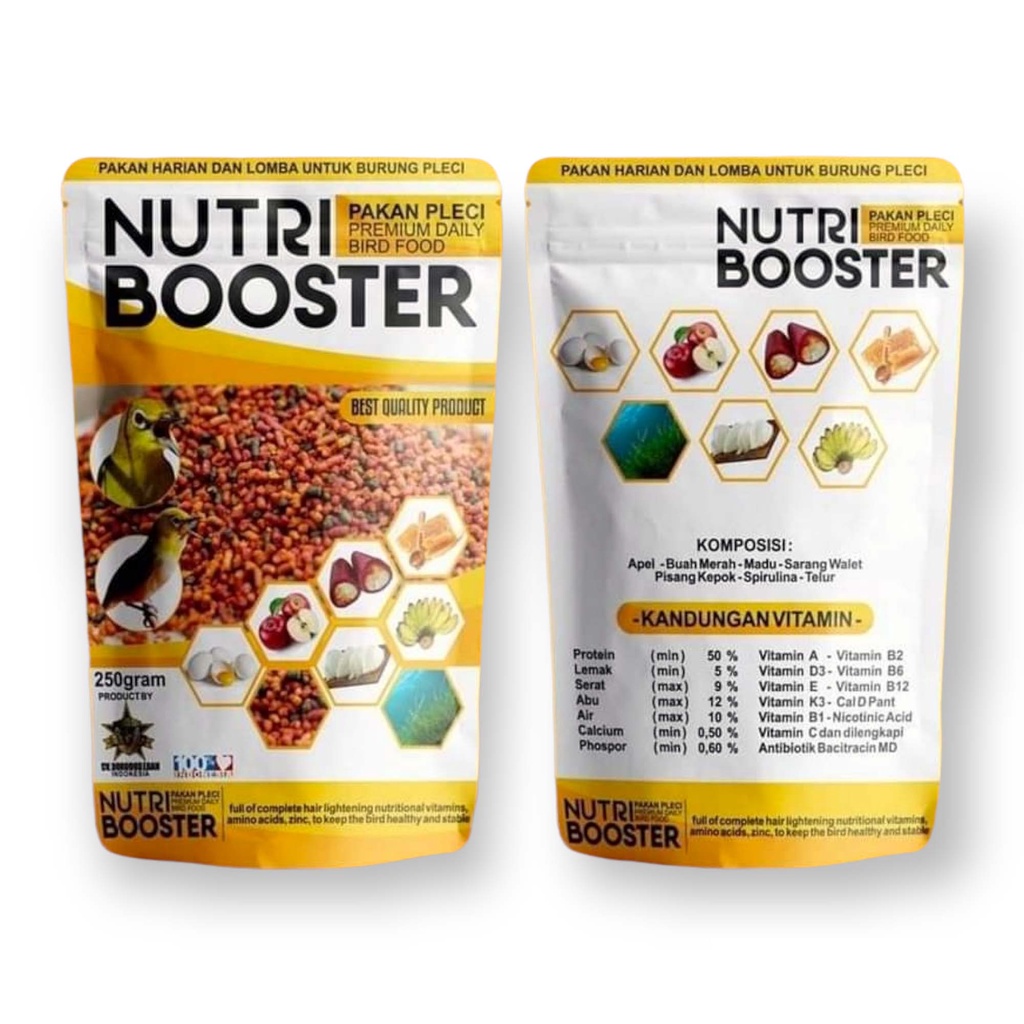 PAKAN HARIAN DAN LOMBA UNTUK BURUNG PLECI
NUTRI
BOOSTER
PAKAN PLECI
PREMIUM DAILY
BIRD FOOD
BEST QUALITY PRODUCT
250gram
PRODUCT BY
INDONESIA
100%
INDONESIA
NUTRI
BOOSTER
PAKAN PLECI
PREMIUM DAILY
BIRD FOOD
full of complete hair lightening nutritional vitamins,
amino acids, zinc, to keep the bird healthy and stable
PAKAN HARIAN DAN LOMBA UNTUK BURUNG PLECI
NUTRI
BOOSTER
PAKAN PLECI
PREMIUM DAILY
BIRD FOOD
KOMPOSISI :
Apel - Buah Merah - Madu - Sarang Walet
Pisang Kepok - Spirulina - Telur
- KANDUNGAN VITAMIN -
Protein (min) 50 % Vitamin A - Vitamin B2
Lemak (min) 5 % Vitamin D3 - Vitamin B6
Serat (max) 9 % Vitamin E - Vitamin B12
Abu (max) 12 % Vitamin K3 - Cal D Pant
Air (max) 10 % Vitamin B1 - Nicotinic Acid
Calcium (min) 0,50 % Vitamin C dan dilengkapi
Phospor (min) 0,60 % Antibiotik Bacitracin MD
NUTRI
BOOSTER
PAKAN PLECI
PREMIUM DAILY
BIRD FOOD
full of complete hair lightening nutritional vitamins,
amino acids, zinc, to keep the bird healthy and stable